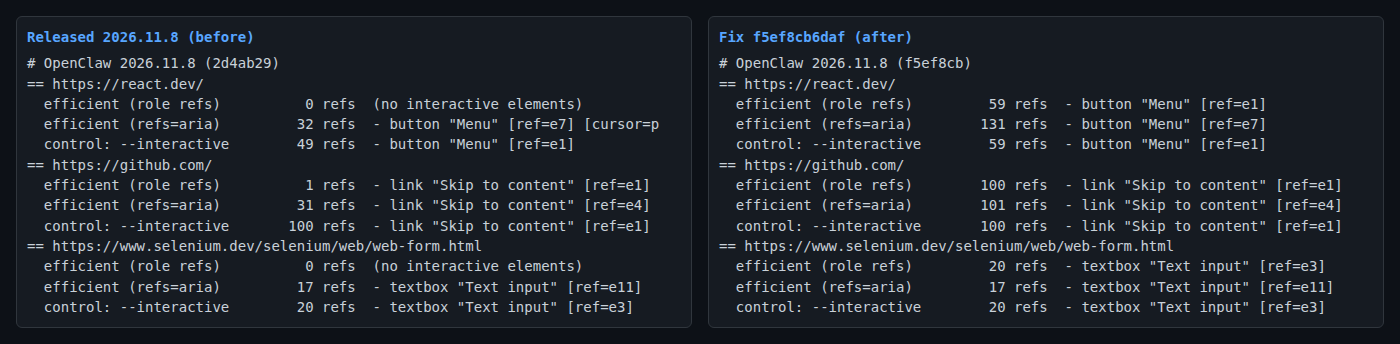 Released 2026.11.8 (before)
# OpenClaw 2026.11.8 (2d4ab29)
== https://react.dev/
  efficient (role refs)          0 refs  (no interactive elements)
  efficient (refs=aria)         32 refs  - button "Menu" [ref=e7] [cursor=p
  control: --interactive        49 refs  - button "Menu" [ref=e1]
== https://github.com/
  efficient (role refs)          1 refs  - link "Skip to content" [ref=e1]
  efficient (refs=aria)         31 refs  - link "Skip to content" [ref=e4]
  control: --interactive       100 refs  - link "Skip to content" [ref=e1]
== https://www.selenium.dev/selenium/web/web-form.html
  efficient (role refs)          0 refs  (no interactive elements)
  efficient (refs=aria)         17 refs  - textbox "Text input" [ref=e11]
  control: --interactive        20 refs  - textbox "Text input" [ref=e3]
Fix f5ef8cb6daf (after)
# OpenClaw 2026.11.8 (f5ef8cb)
== https://react.dev/
  efficient (role refs)         59 refs  - button "Menu" [ref=e1]
  efficient (refs=aria)        131 refs  - button "Menu" [ref=e7]
  control: --interactive        59 refs  - button "Menu" [ref=e1]
== https://github.com/
  efficient (role refs)        100 refs  - link "Skip to content" [ref=e1]
  efficient (refs=aria)        101 refs  - link "Skip to content" [ref=e4]
  control: --interactive       100 refs  - link "Skip to content" [ref=e1]
== https://www.selenium.dev/selenium/web/web-form.html
  efficient (role refs)         20 refs  - textbox "Text input" [ref=e3]
  efficient (refs=aria)         17 refs  - textbox "Text input" [ref=e11]
  control: --interactive        20 refs  - textbox "Text input" [ref=e3]